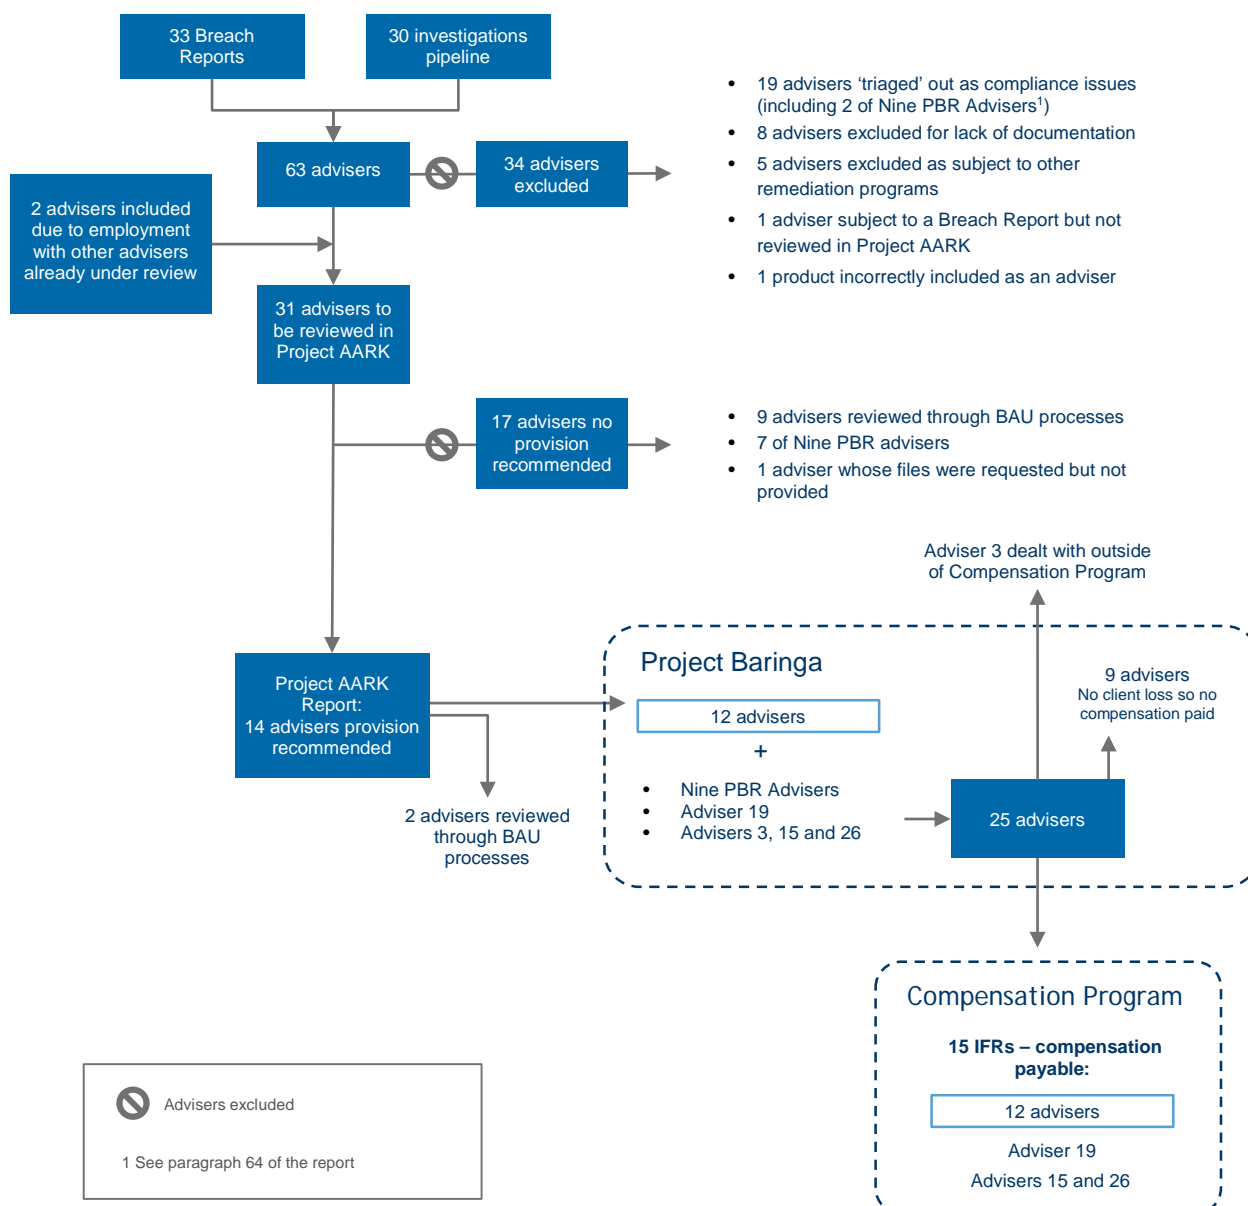 33 Breach
Reports
30 investigations
pipeline
63 advisers
34 advisers
excluded
• 19 advisers ‘triaged’ out as compliance issues
(including 2 of Nine PBR Advisers1)
• 8 advisers excluded for lack of documentation
• 5 advisers excluded as subject to other
remediation programs
• 1 adviser subject to a Breach Report but not
reviewed in Project AARK
• 1 product incorrectly included as an adviser
2 advisers included
due to employment
with other advisers
already under review
31 advisers to
be reviewed in
Project AARK
17 advisers no
provision
recommended
• 9 advisers reviewed through BAU processes
• 7 of Nine PBR advisers
• 1 adviser whose files were requested but not
provided
Adviser 3 dealt with outside
of Compensation Program
Project AARK
Report:
14 advisers provision
recommended
2 advisers reviewed
through BAU
processes
Project Baringa
12 advisers
+
• Nine PBR Advisers
• Adviser 19
• Advisers 3, 15 and 26
25 advisers
9 advisers
No client loss so no
compensation paid
Compensation Program
15 IFRs – compensation
payable:
12 advisers
Adviser 19
Advisers 15 and 26
Advisers excluded
1 See paragraph 64 of the report